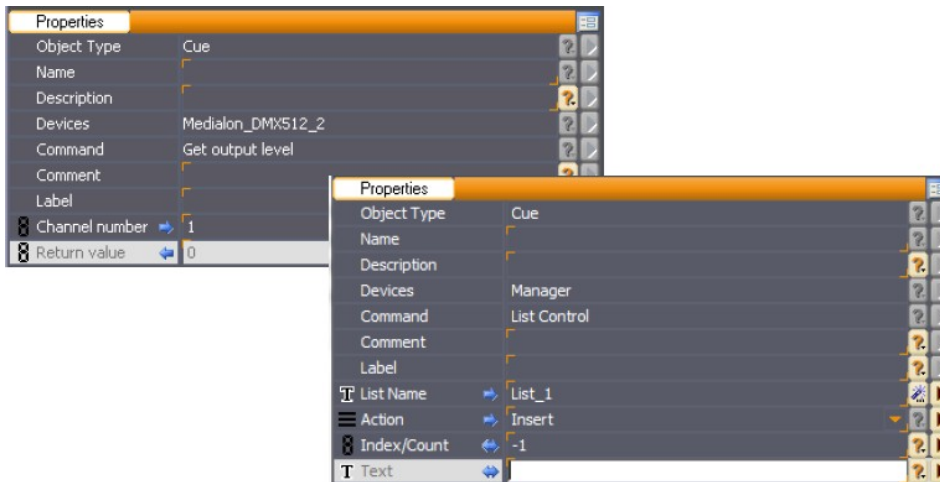 Properties
Object Type Cue
Name
Description
Devices Medialon_DMX512_2
Command Get output level
Comment
Label
Channel number 1
Return value 0
Properties
Object Type Cue
Name
Description
Devices Manager
Command List Control
Comment
Label
List Name List_1
Action Insert
Index/Count -1
Text